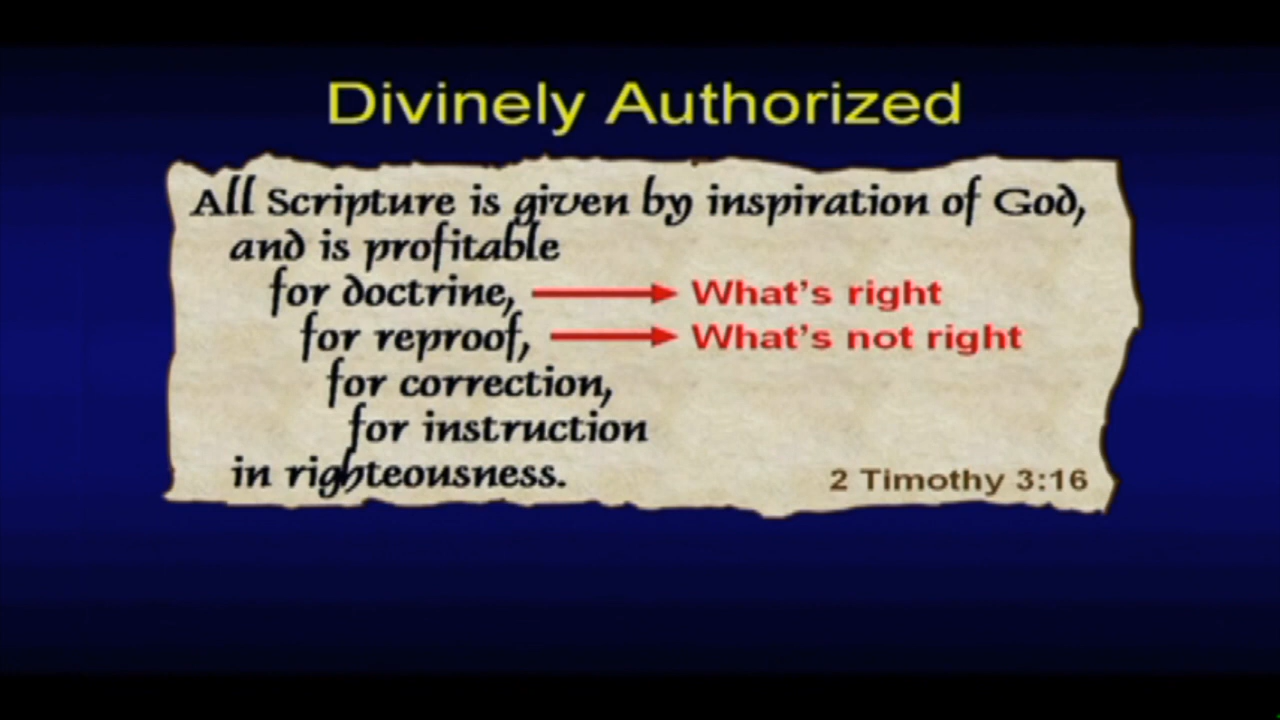 Divinely Authorized
All Scripture is given by inspiration of God,
and is profitable
for doctrine, What's right
for reproof, What's not right
for correction,
for instruction
in righteousness.
2 Timothy 3:16